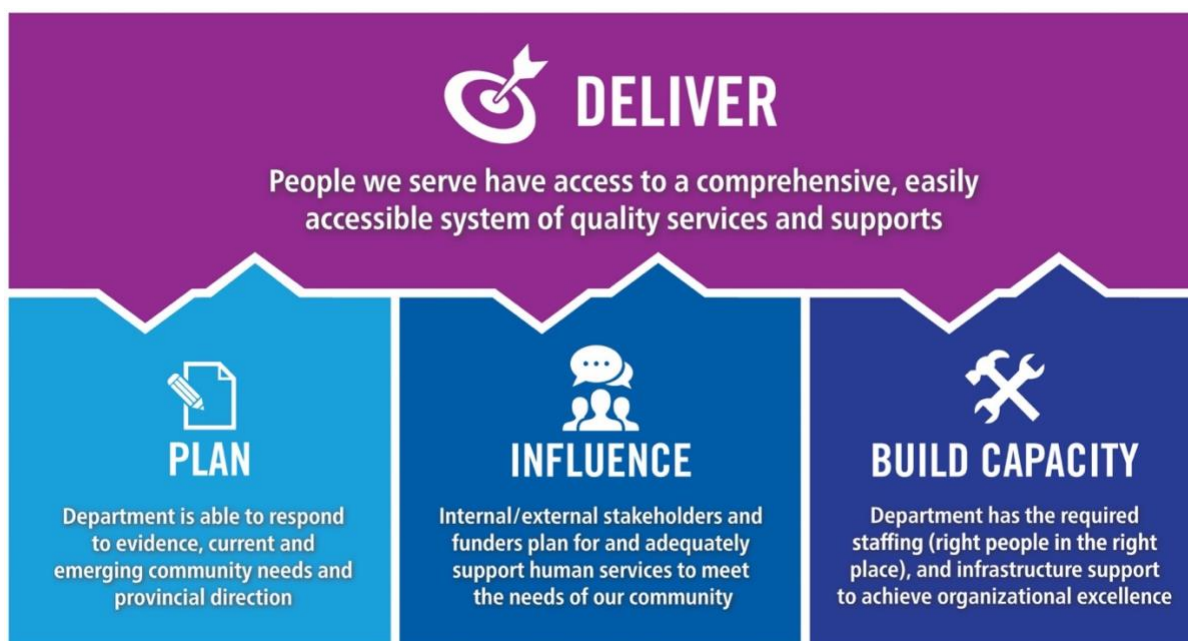 DELIVER
People we serve have access to a comprehensive, easily
accessible system of quality services and supports
PLAN
Department is able to respond
to evidence, current and
emerging community needs and
provincial direction
INFLUENCE
Internal/external stakeholders and
funders plan for and adequately
support human services to meet
the needs of our community
BUILD CAPACITY
Department has the required
staffing (right people in the right
place), and infrastructure support
to achieve organizational excellence